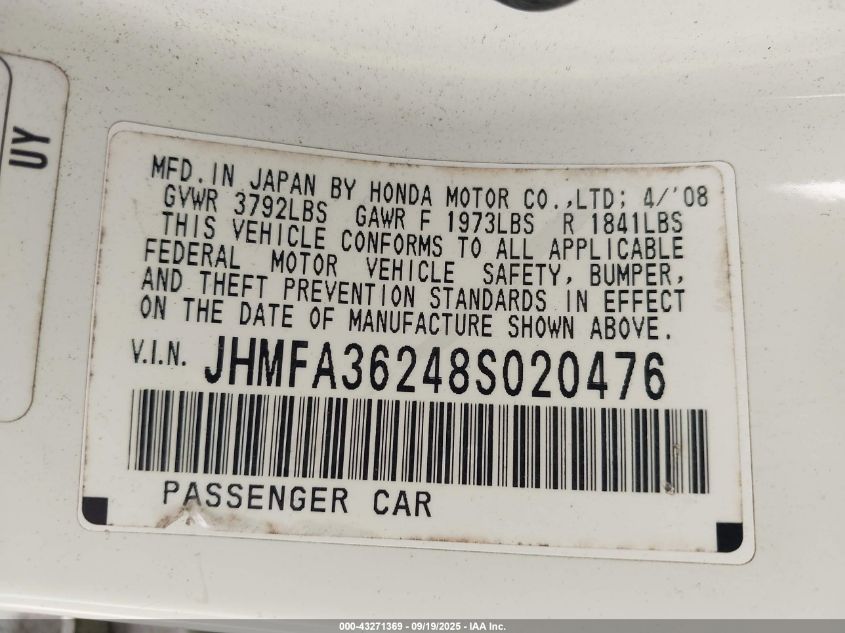 UY
MFD. IN JAPAN BY HONDA MOTOR CO.,LTD; 4/'08
GVWR 3792LBS GAWR F 1973LBS R 1841LBS
THIS VEHICLE CONFORMS TO ALL APPLICABLE
FEDERAL MOTOR VEHICLE SAFETY, BUMPER,
AND THEFT PREVENTION STANDARDS IN EFFECT
ON THE DATE OF MANUFACTURE SHOWN ABOVE.
V.I.N. JHMFA36248S020476
PASSENGER CAR
000-43271369 - 09/19/2025 - IAA Inc.